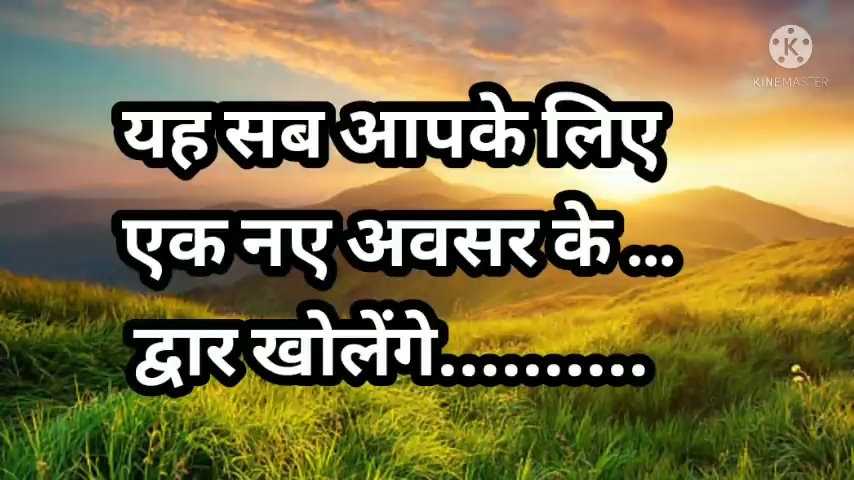 KINEMASTER
यह सब आपके लिए
एक नए अवसर के ...
द्वार खोलेंगे..........